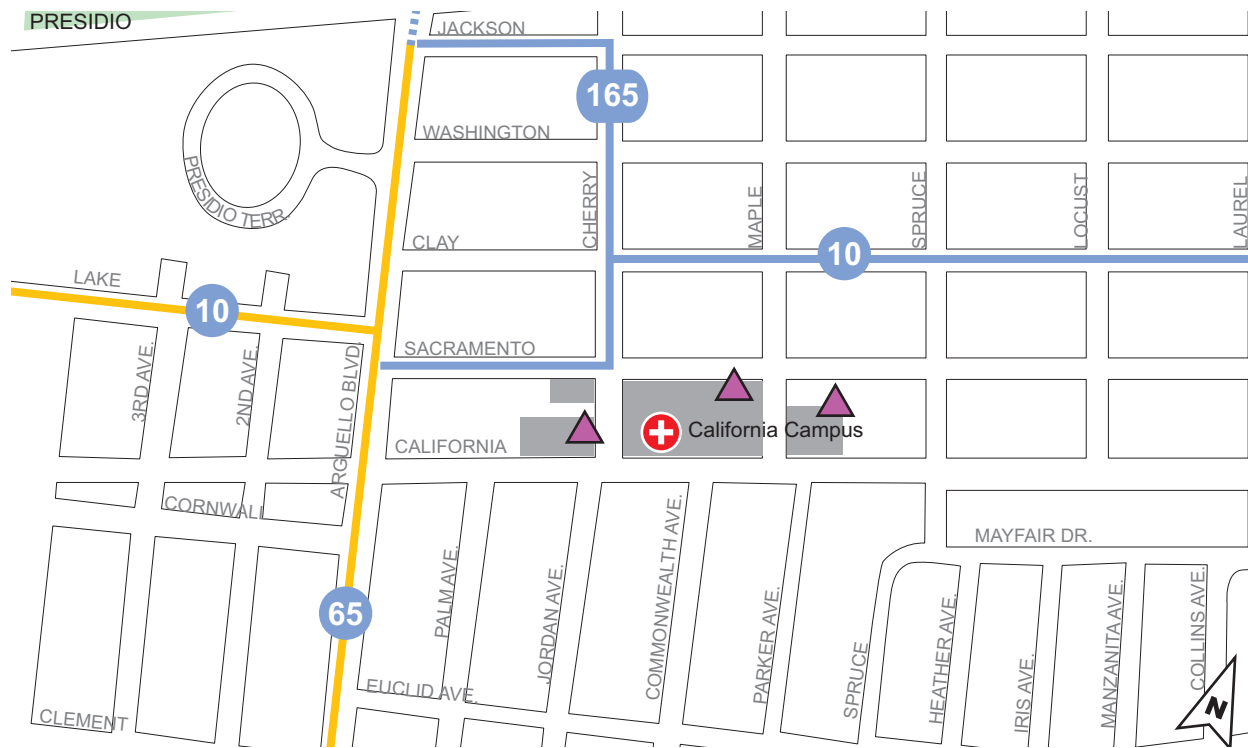 PRESIDIO
JACKSON
165
WASHINGTON
PRESIDIO TERR.
CHERRY
MAPLE
SPRUCE
LOCUST
LAUREL
CLAY
10
LAKE
10
SACRAMENTO
3RD AVE.
2ND AVE.
ARGUELLO BLVD.
CALIFORNIA
California Campus
CORNWALL
MAYFAIR DR.
65
PALM AVE.
JORDAN AVE.
COMMONWEALTH AVE.
PARKER AVE.
SPRUCE
HEATHER AVE.
IRIS AVE.
MANZANITA AVE.
COLLINS AVE.
EUCLID AVE.
CLEMENT
N